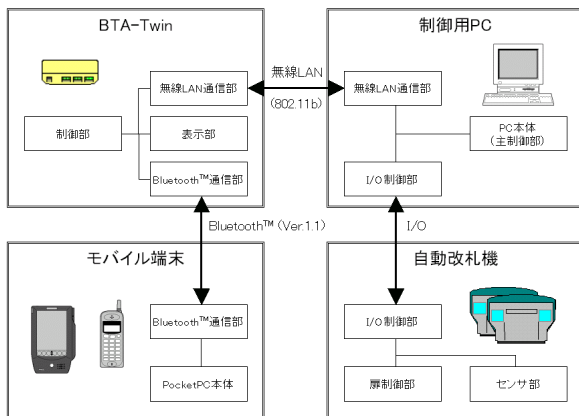 BTA-Twin
無線LAN通信部
制御部
表示部
Bluetooth™通信部
無線LAN
(802.11b)
制御用PC
無線LAN通信部
PC本体
(主制御部)
I/O制御部
Bluetooth™ (Ver.1.1)
I/O
モバイル端末
Bluetooth™通信部
PocketPC本体
自動改札機
I/O制御部
扉制御部
センサ部